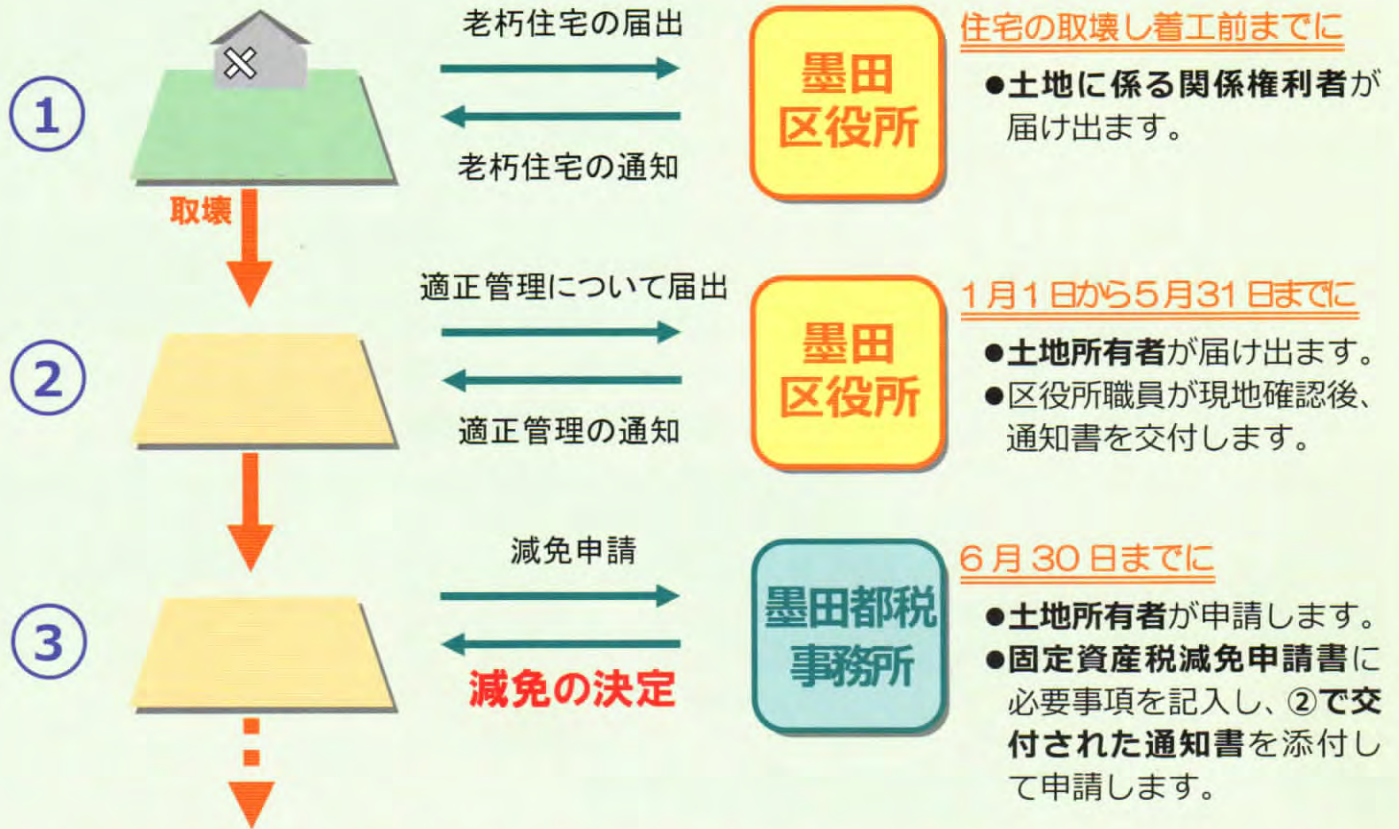 ①
老朽住宅の届出
老朽住宅の通知
墨田
区役所
住宅の取壊し着工前までに
●土地に係る関係権利者が
届け出ます。
取壊
②
適正管理について届出
適正管理の通知
墨田
区役所
1月1日から5月31日までに
●土地所有者が届け出ます。
●区役所職員が現地確認後、
通知書を交付します。
③
減免申請
減免の決定
墨田都税
事務所
6月30日までに
●土地所有者が申請します。
●固定資産税減免申請書に
必要事項を記入し、②で交
付された通知書を添付し
て申請します。